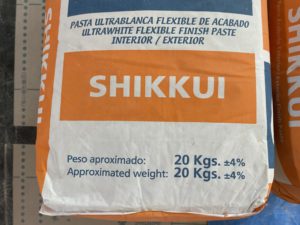 PASTA ULTRABLANCA FLEXIBLE DE ACABADO
ULTRAWHITE FLEXIBLE FINISH PASTE
INTERIOR / EXTERIOR
SHIKKUI
Peso aproximado: 20 Kgs. ±4%
Approximated weight: 20 Kgs. ±4%
SHIKKUI